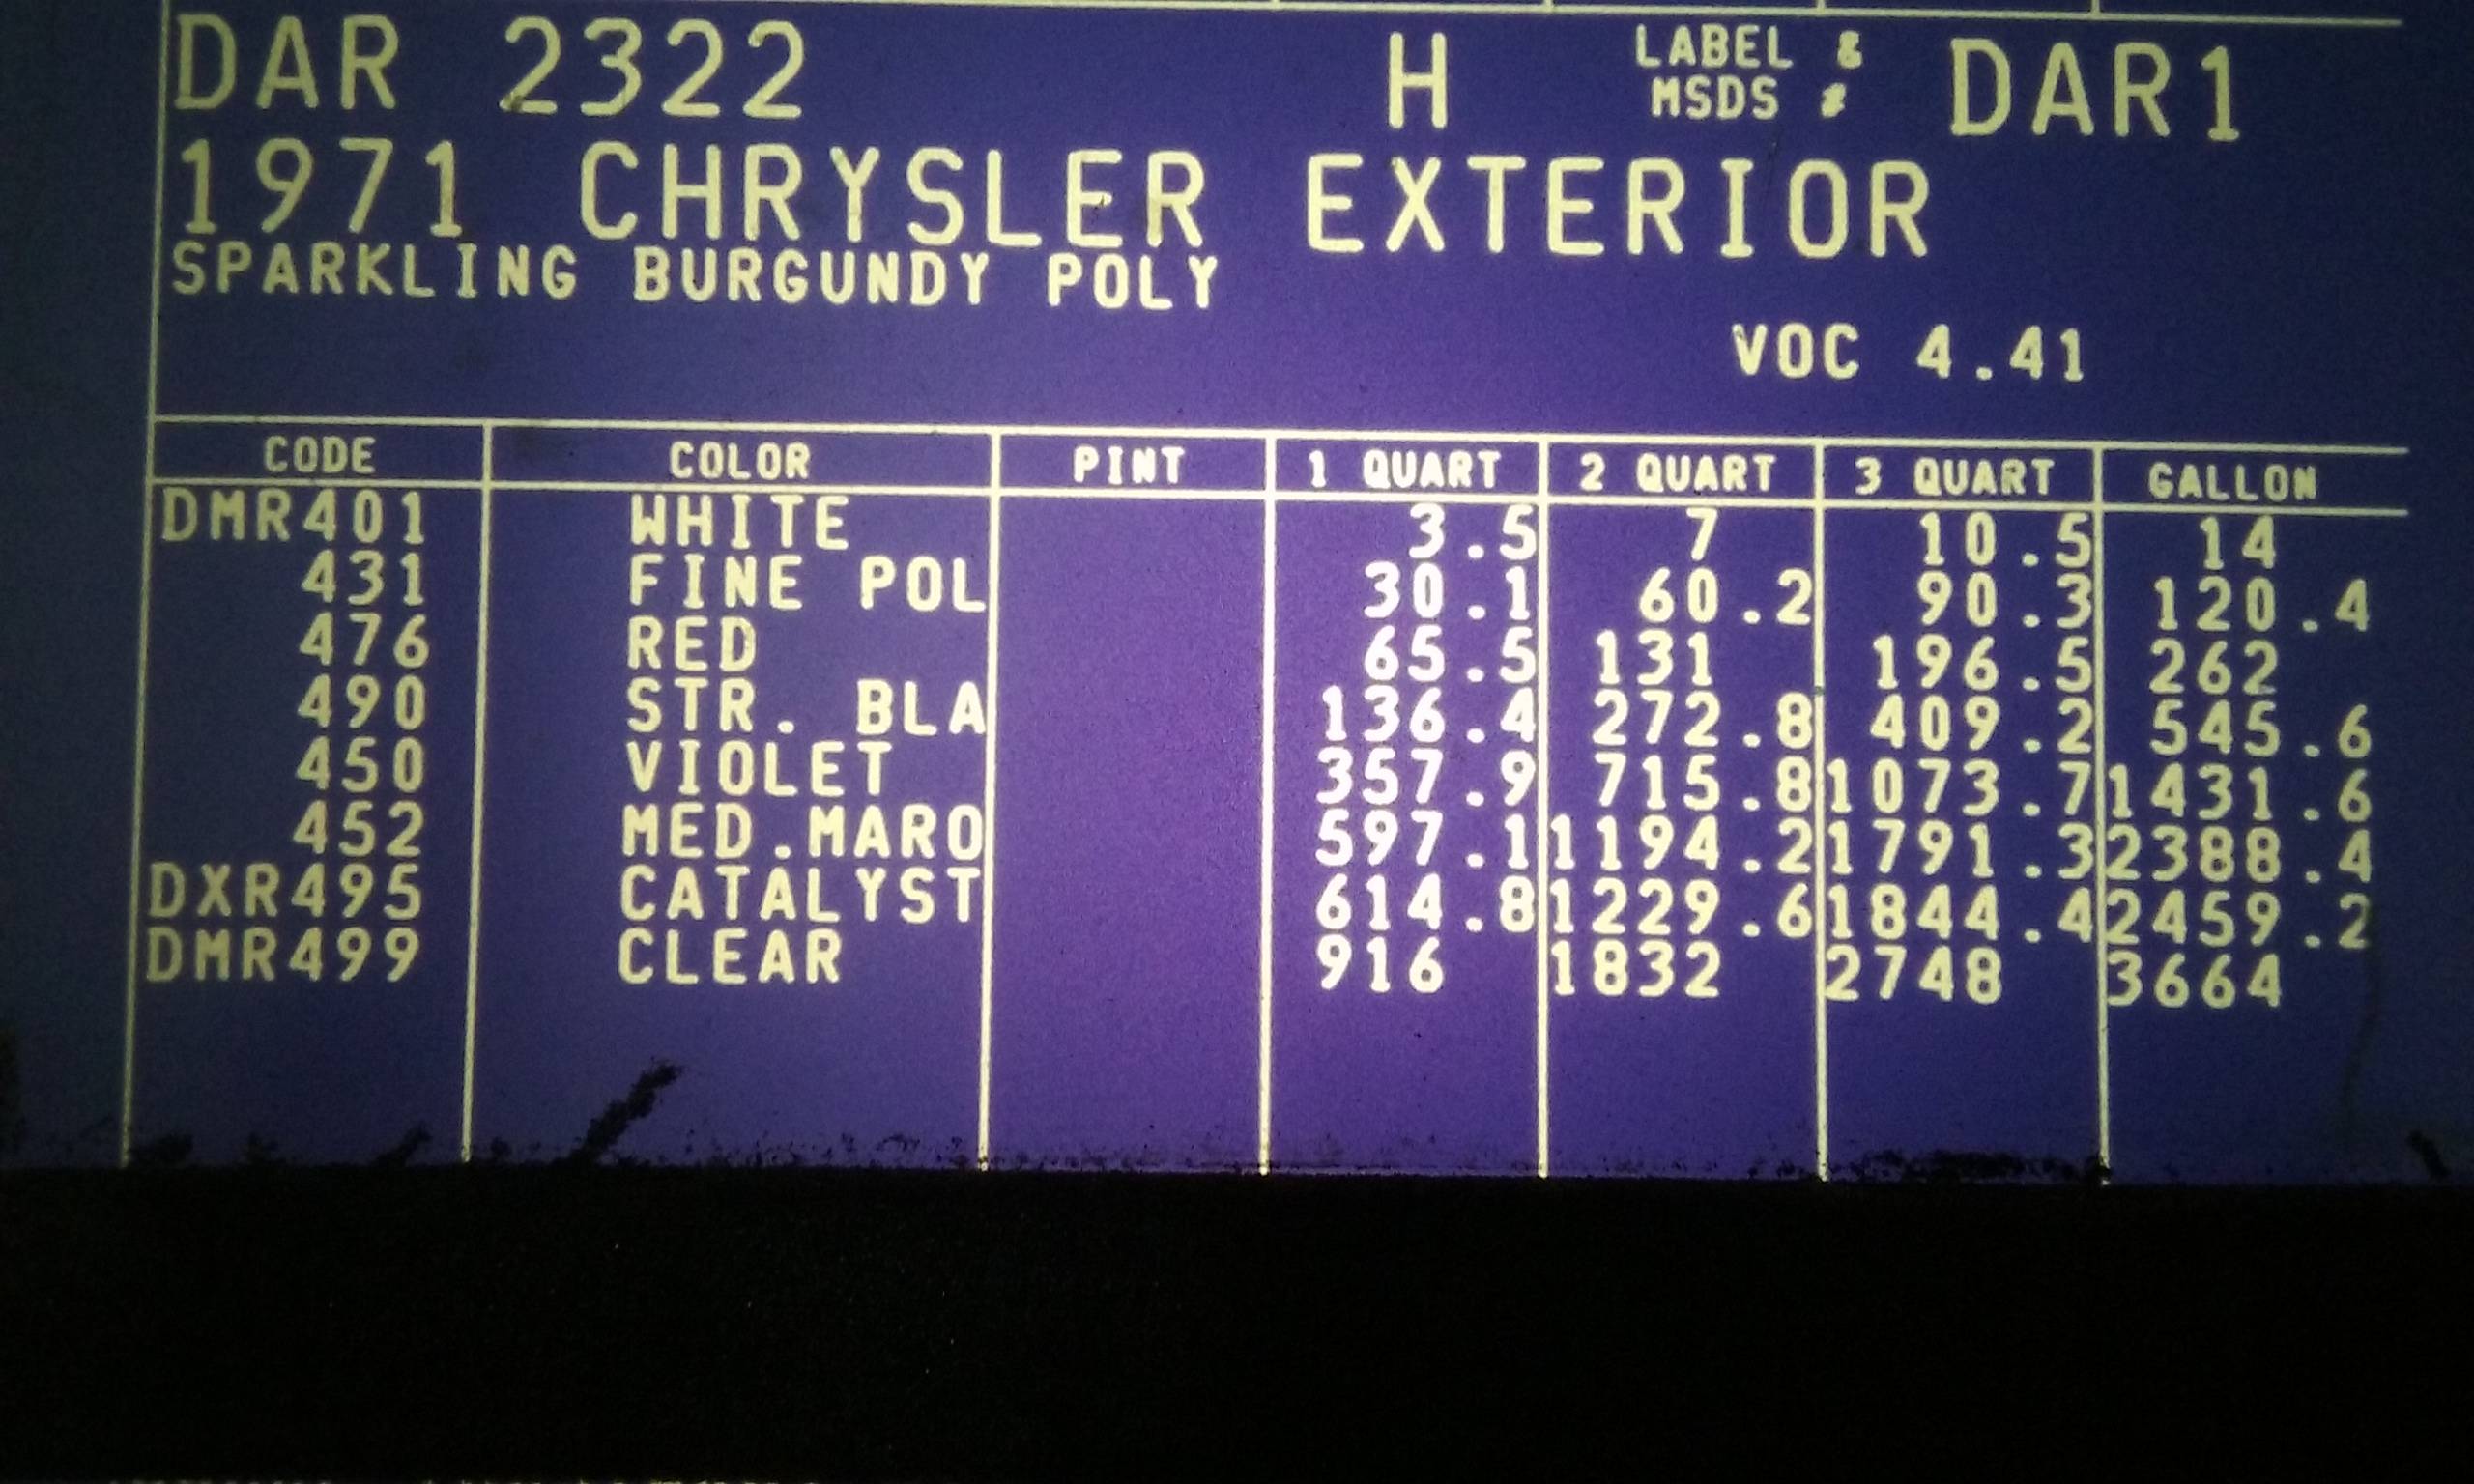 DAR 2322 H LABEL & MSDS # DAR1
1971 CHRYSLER EXTERIOR
SPARKLING BURGUNDY POLY
VOC 4.41
CODE COLOR PINT 1 QUART 2 QUART 3 QUART GALLON
DMR401 WHITE 3.5 7 10.5 14
431 FINE POL 30.1 60.2 90.3 120.4
476 RED 65.5 131 196.5 262
490 STR. BLA 136.4 272.8 409.2 545.6
450 VIOLET 357.9 715.8 1073.7 1431.6
452 MED.MARO 597.1 1194.2 1791.3 2388.4
DXR495 CATALYST 614.8 1229.6 1844.4 2459.2
DMR499 CLEAR 916 1832 2748 3664